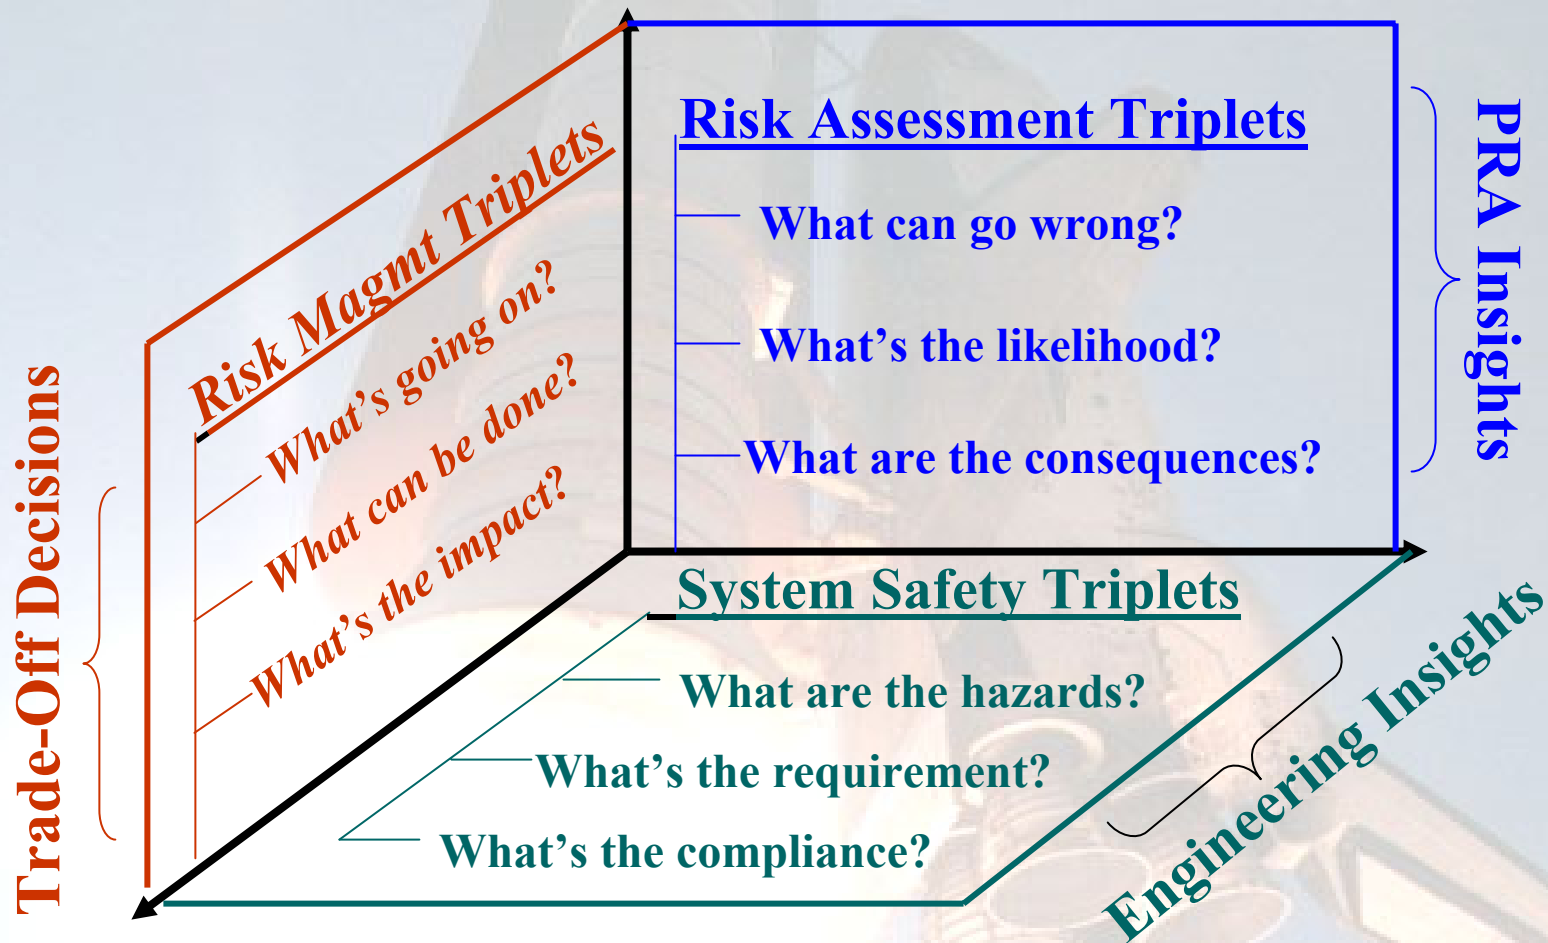 Risk Assessment Triplets
What can go wrong?
What's the likelihood?
What are the consequences?
PRA Insights
Risk Magmt Triplets
What's going on?
What can be done?
What's the impact?
Trade-Off Decisions
System Safety Triplets
What are the hazards?
What's the requirement?
What's the compliance?
Engineering Insights